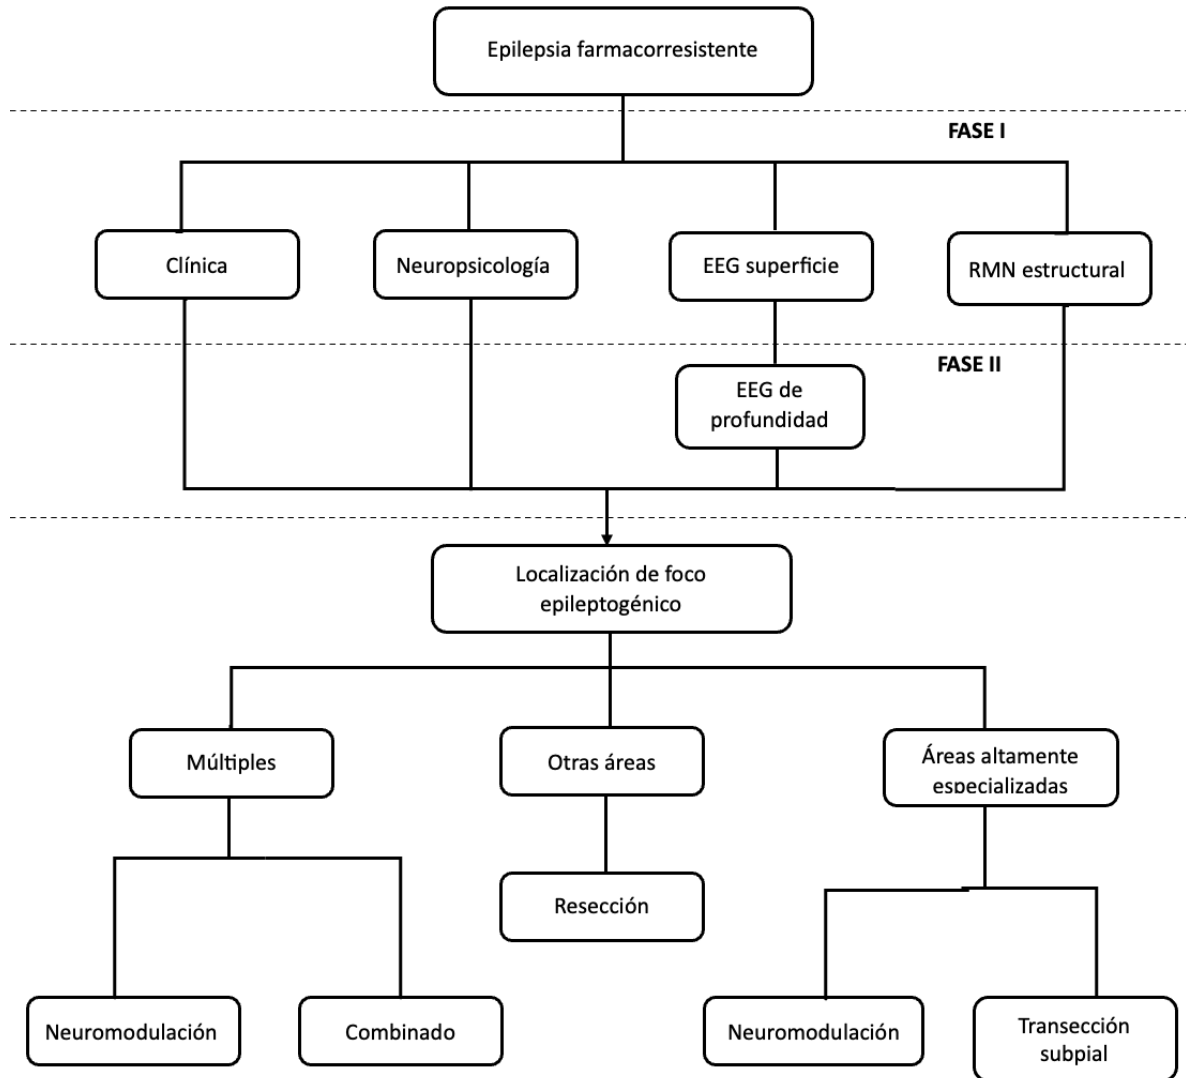 Epilepsia farmacorresistente
FASE I
Clínica
Neuropsicología
EEG superficie
RMN estructural
FASE II
EEG de
profundidad
Localización de foco
epileptogénico
Múltiples
Otras áreas
Áreas altamente
especializadas
Resección
Neuromodulación
Combinado
Neuromodulación
Transección
subpial